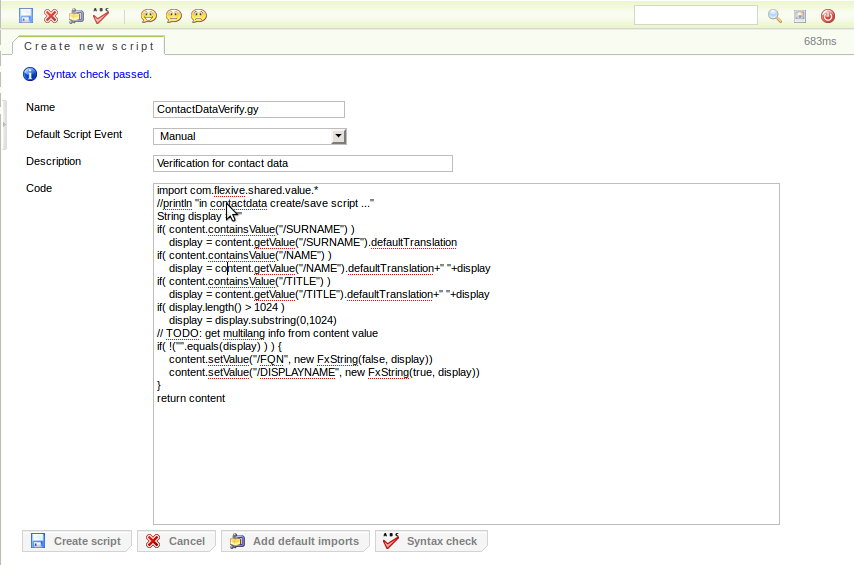 683ms
Create new script
Syntax check passed.
Name
ContactDataVerify.gy
Default Script Event
Manual
Description
Verification for contact data
Code
import com.flexive.shared.value.*
//println "in contactdata create/save script ..."
String display
if( content.containsValue("/SURNAME") )
display = content.getValue("/SURNAME").defaultTranslation
if( content.containsValue("/NAME") )
display = content.getValue("/NAME").defaultTranslation+" "+display
if( content.containsValue("/TITLE") )
display = content.getValue("/TITLE").defaultTranslation+" "+display
if( display.length() > 1024 )
display = display.substring(0,1024)
// TODO: get multilang info from content value
if( !("".equals(display) ) ) {
content.setValue("/FQN", new FxString(false, display))
content.setValue("/DISPLAYNAME", new FxString(true, display))
}
return content
Create script
Cancel
Add default imports
Syntax check